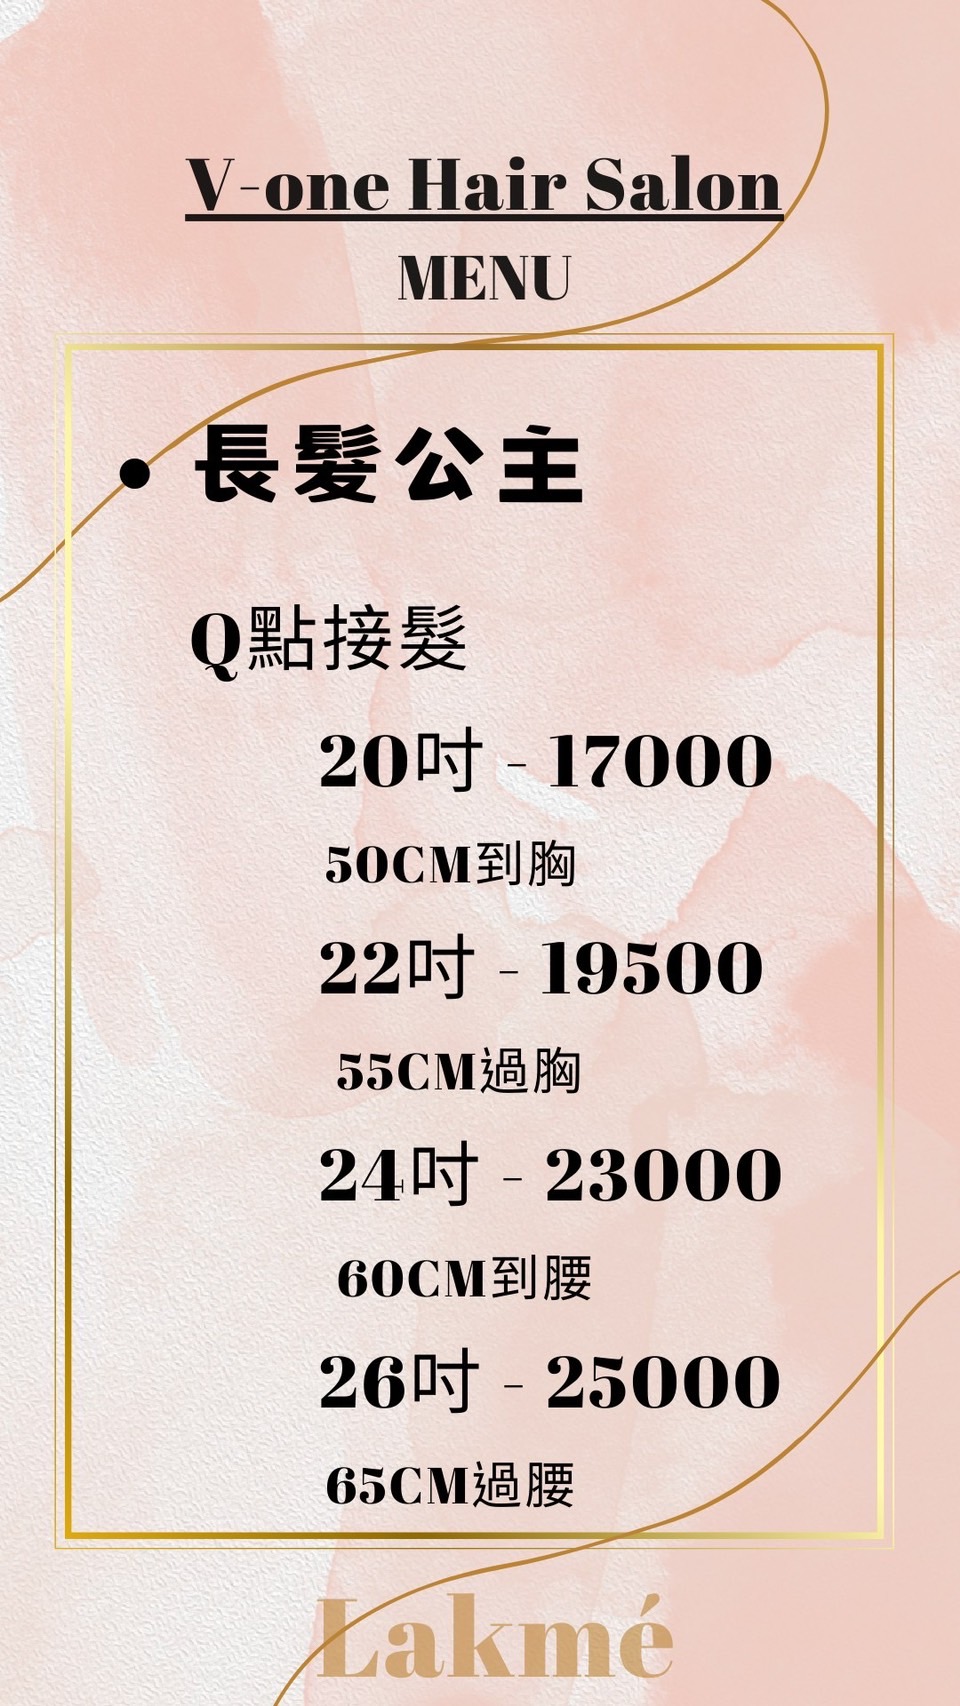 V-one Hair Salon
MENU
• 長髮公主
Q點接髮
20吋 - 17000
50CM到胸
22吋 - 19500
55CM過胸
24吋 - 23000
60CM到腰
26吋 - 25000
65CM過腰
Lakmé